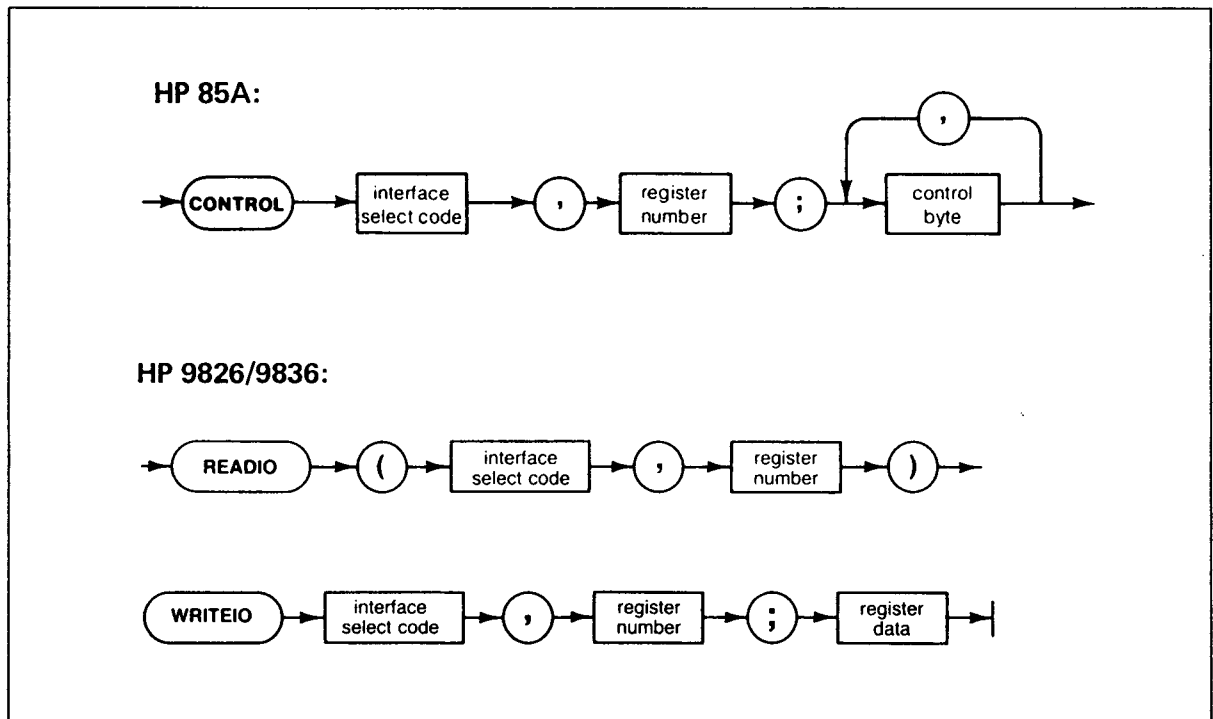 HP 85A:
CONTROL interface select code , register number ; control byte ,
HP 9826/9836:
READIO ( interface select code , register number )
WRITEIO interface select code , register number ; register data